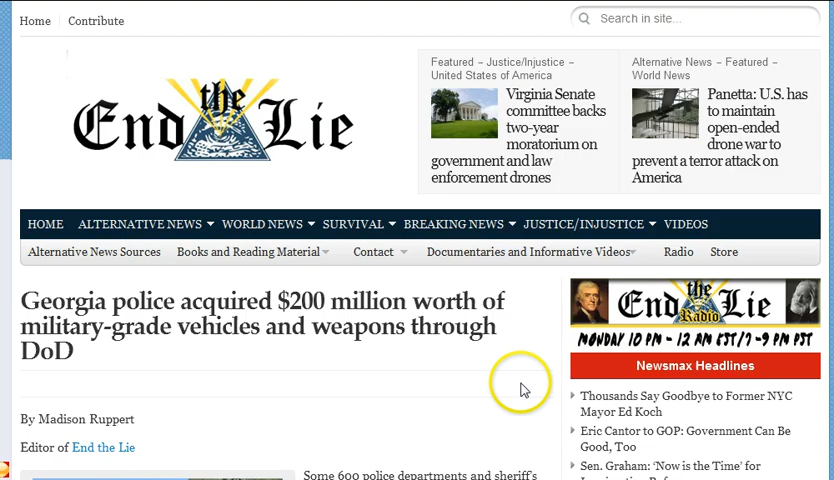 Home
Contribute
Search in site...
End the Lie
Featured – Justice/Injustice –
United States of America
Virginia Senate
committee backs
two-year
moratorium on
government and law
enforcement drones
Alternative News – Featured –
World News
Panetta: U.S. has
to maintain
open-ended
drone war to
prevent a terror attack on
America
HOME ALTERNATIVE NEWS WORLD NEWS SURVIVAL BREAKING NEWS JUSTICE/INJUSTICE VIDEOS
Alternative News Sources Books and Reading Material Contact Documentaries and Informative Videos Radio Store
Georgia police acquired $200 million worth of
military-grade vehicles and weapons through
DoD
By Madison Ruppert
Editor of End the Lie
Some 600 police departments and sheriff's
End the Lie
Radio
MONDAY 10 PM - 12 AM EST/7-9 PM PST
Newsmax Headlines
Thousands Say Goodbye to Former NYC
Mayor Ed Koch
Eric Cantor to GOP: Government Can Be
Good, Too
Sen. Graham: 'Now is the Time' for